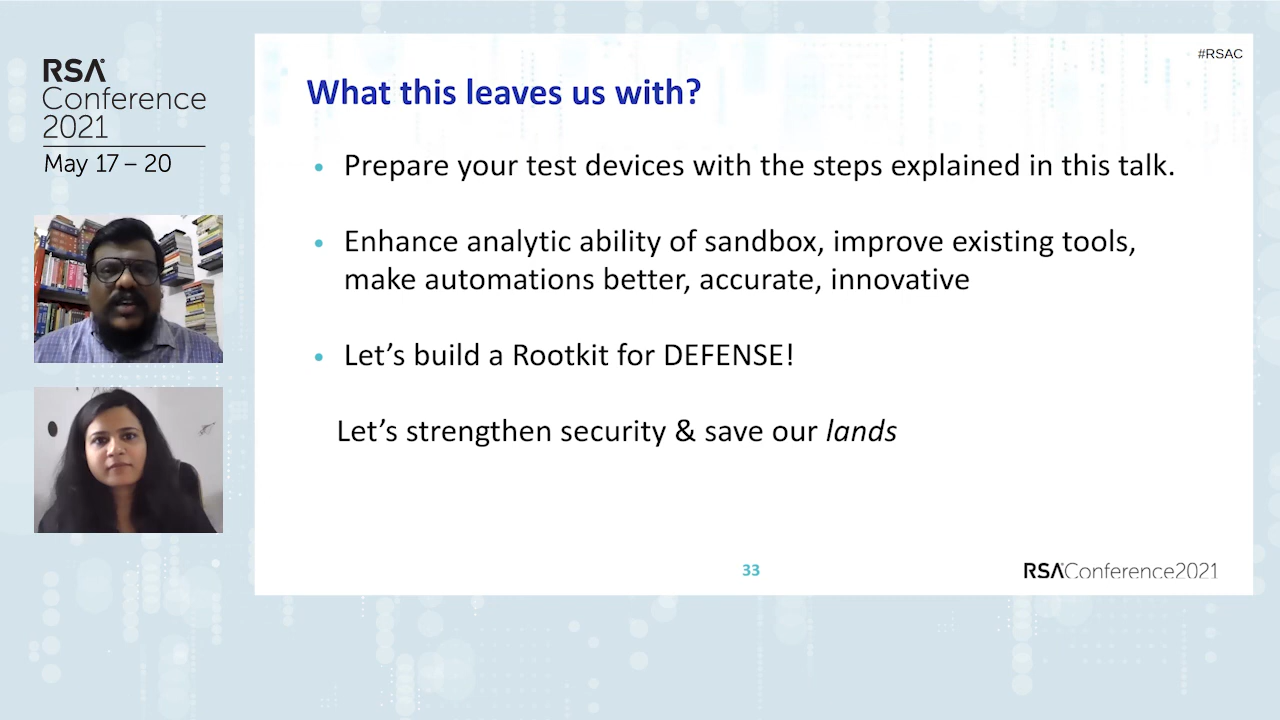 RSA
Conference
2021
May 17 – 20
#RSAC
What this leaves us with?
• Prepare your test devices with the steps explained in this talk.
• Enhance analytic ability of sandbox, improve existing tools,
make automations better, accurate, innovative
• Let’s build a Rootkit for DEFENSE!
Let’s strengthen security & save our lands
33
RSAConference2021